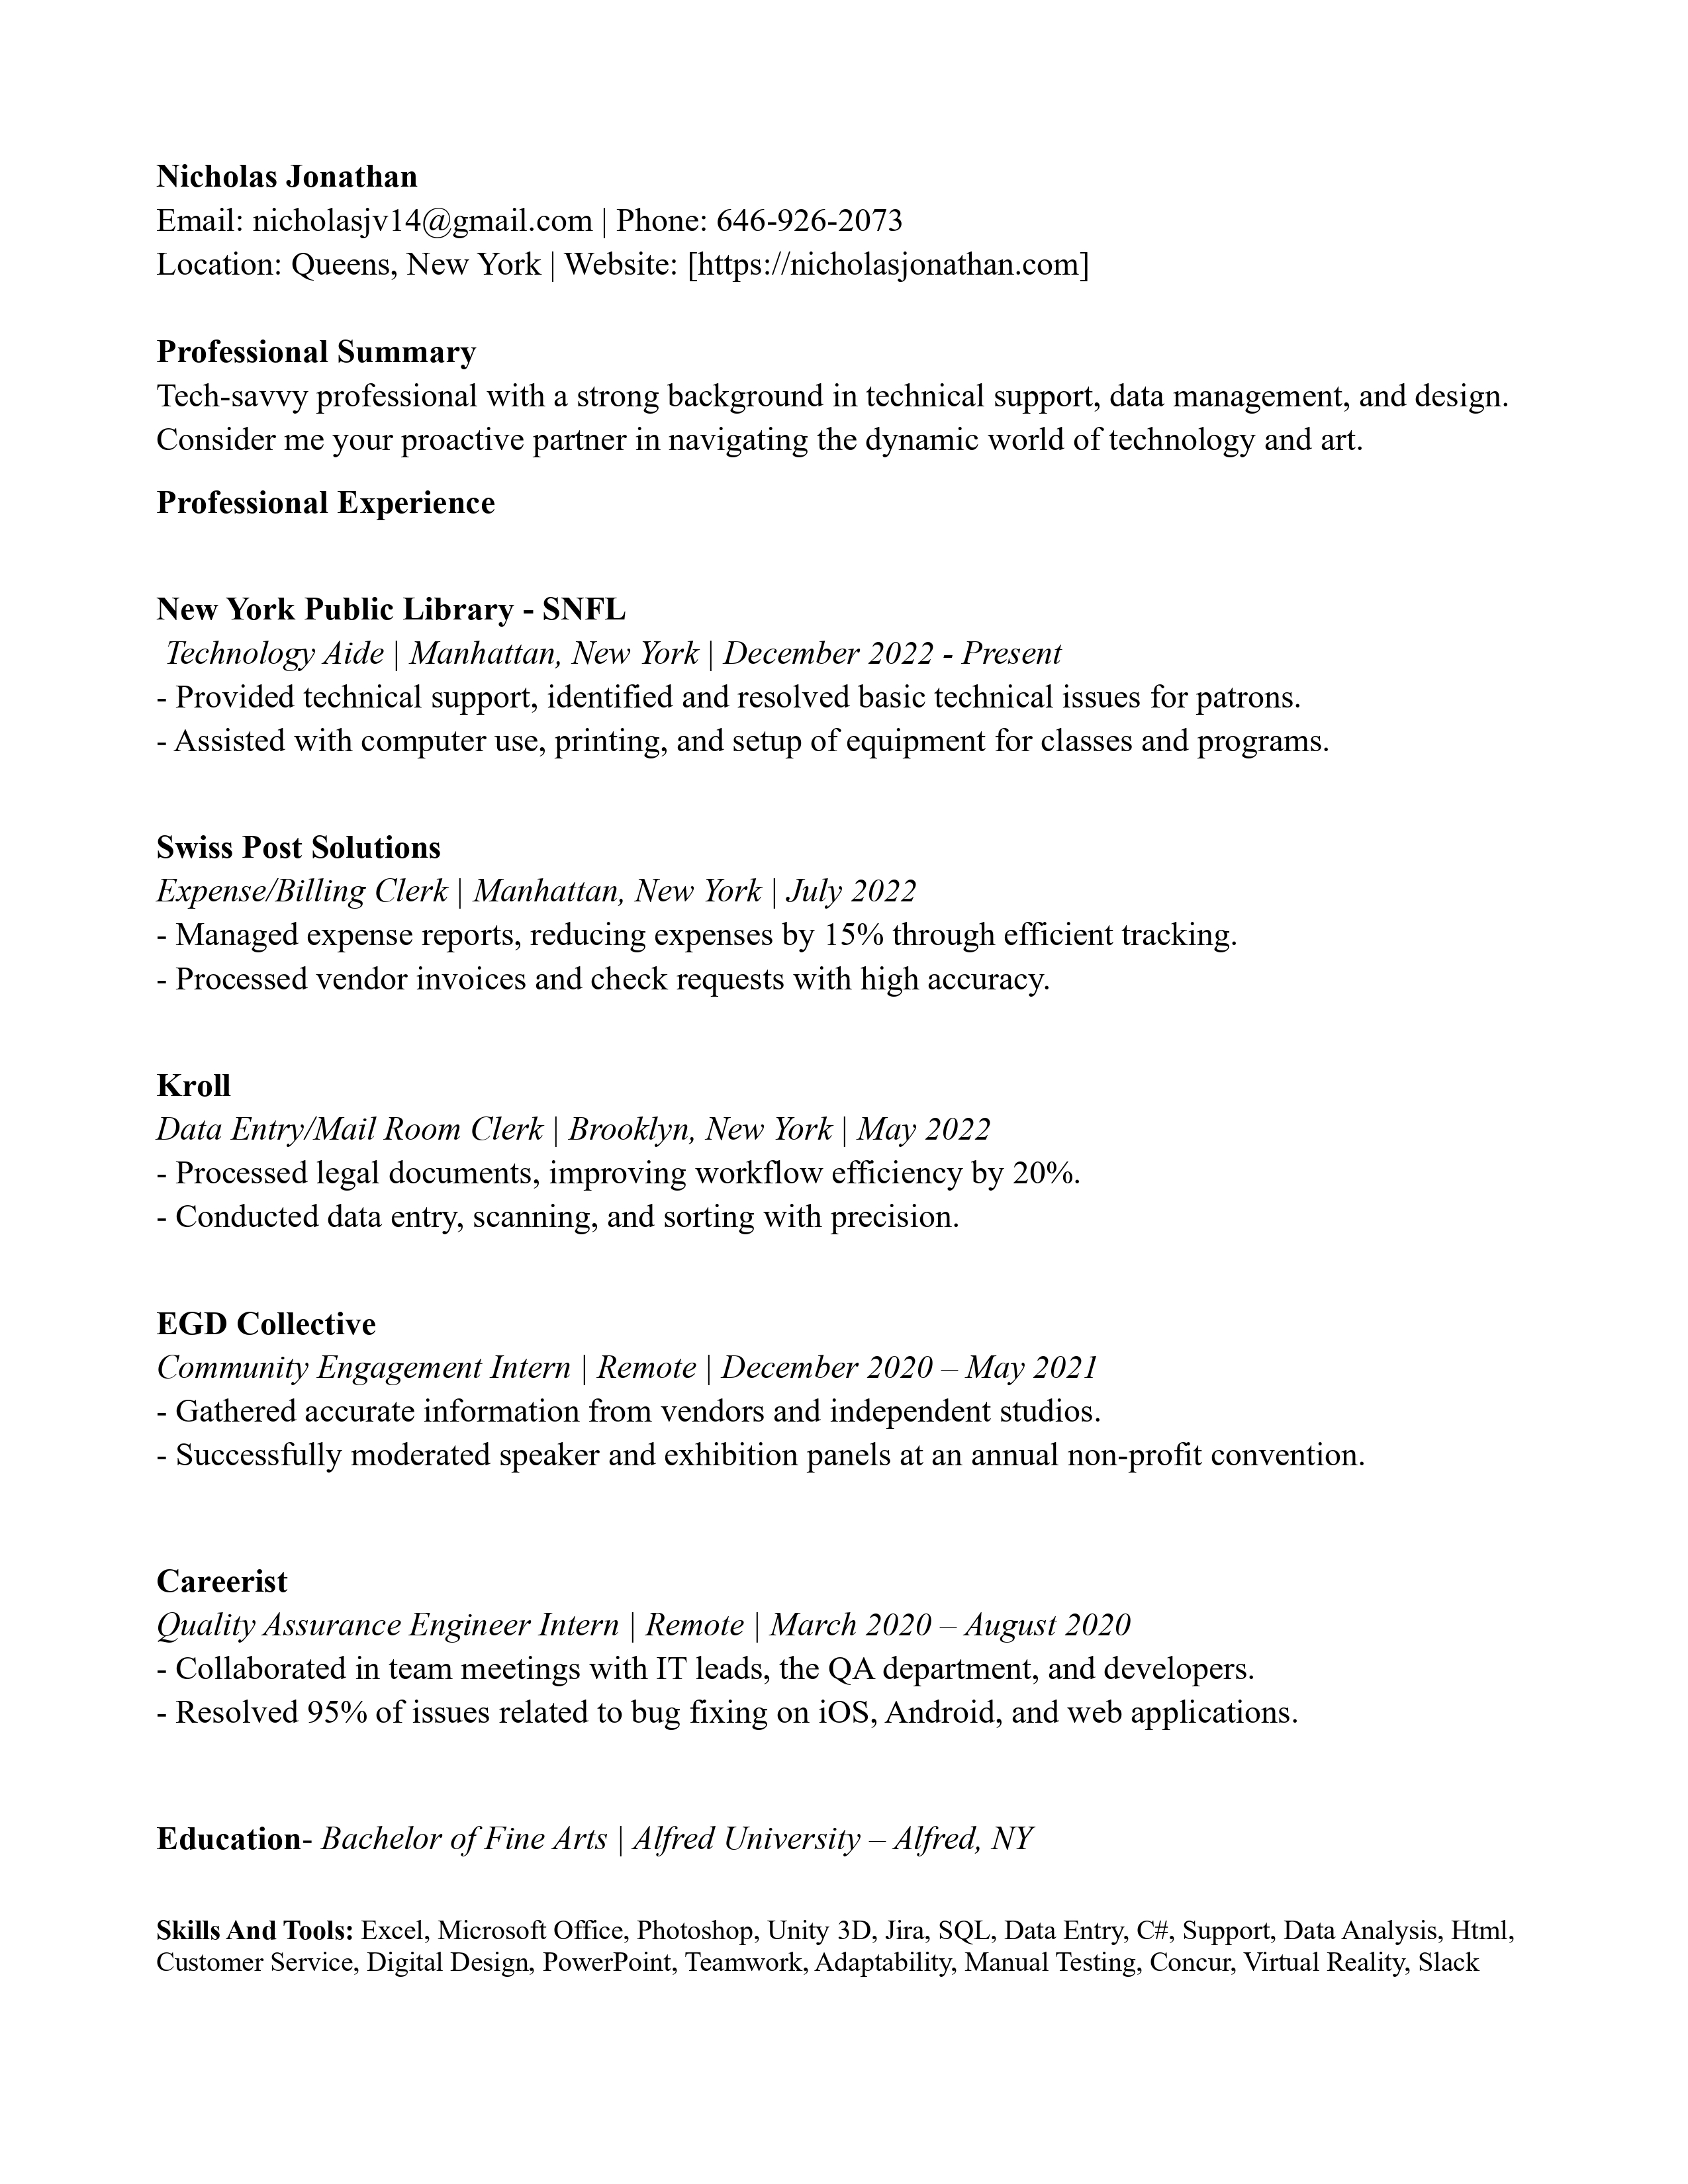 Nicholas Jonathan
Email: nicholasjv14@gmail.com | Phone: 646-926-2073
Location: Queens, New York | Website: [https://nicholasjonathan.com]
Professional Summary
Tech-savvy professional with a strong background in technical support, data management, and design.
Consider me your proactive partner in navigating the dynamic world of technology and art.
Professional Experience
New York Public Library - SNFL
Technology Aide | Manhattan, New York | December 2022 - Present
- Provided technical support, identified and resolved basic technical issues for patrons.
- Assisted with computer use, printing, and setup of equipment for classes and programs.
Swiss Post Solutions
Expense/Billing Clerk | Manhattan, New York | July 2022
- Managed expense reports, reducing expenses by 15% through efficient tracking.
- Processed vendor invoices and check requests with high accuracy.
Kroll
Data Entry/Mail Room Clerk | Brooklyn, New York | May 2022
- Processed legal documents, improving workflow efficiency by 20%.
- Conducted data entry, scanning, and sorting with precision.
EGD Collective
Community Engagement Intern | Remote | December 2020 – May 2021
- Gathered accurate information from vendors and independent studios.
- Successfully moderated speaker and exhibition panels at an annual non-profit convention.
Careerist
Quality Assurance Engineer Intern | Remote | March 2020 – August 2020
- Collaborated in team meetings with IT leads, the QA department, and developers.
- Resolved 95% of issues related to bug fixing on iOS, Android, and web applications.
Education- Bachelor of Fine Arts | Alfred University – Alfred, NY
Skills And Tools: Excel, Microsoft Office, Photoshop, Unity 3D, Jira, SQL, Data Entry, C#, Support, Data Analysis, Html,
Customer Service, Digital Design, PowerPoint, Teamwork, Adaptability, Manual Testing, Concur, Virtual Reality, Slack